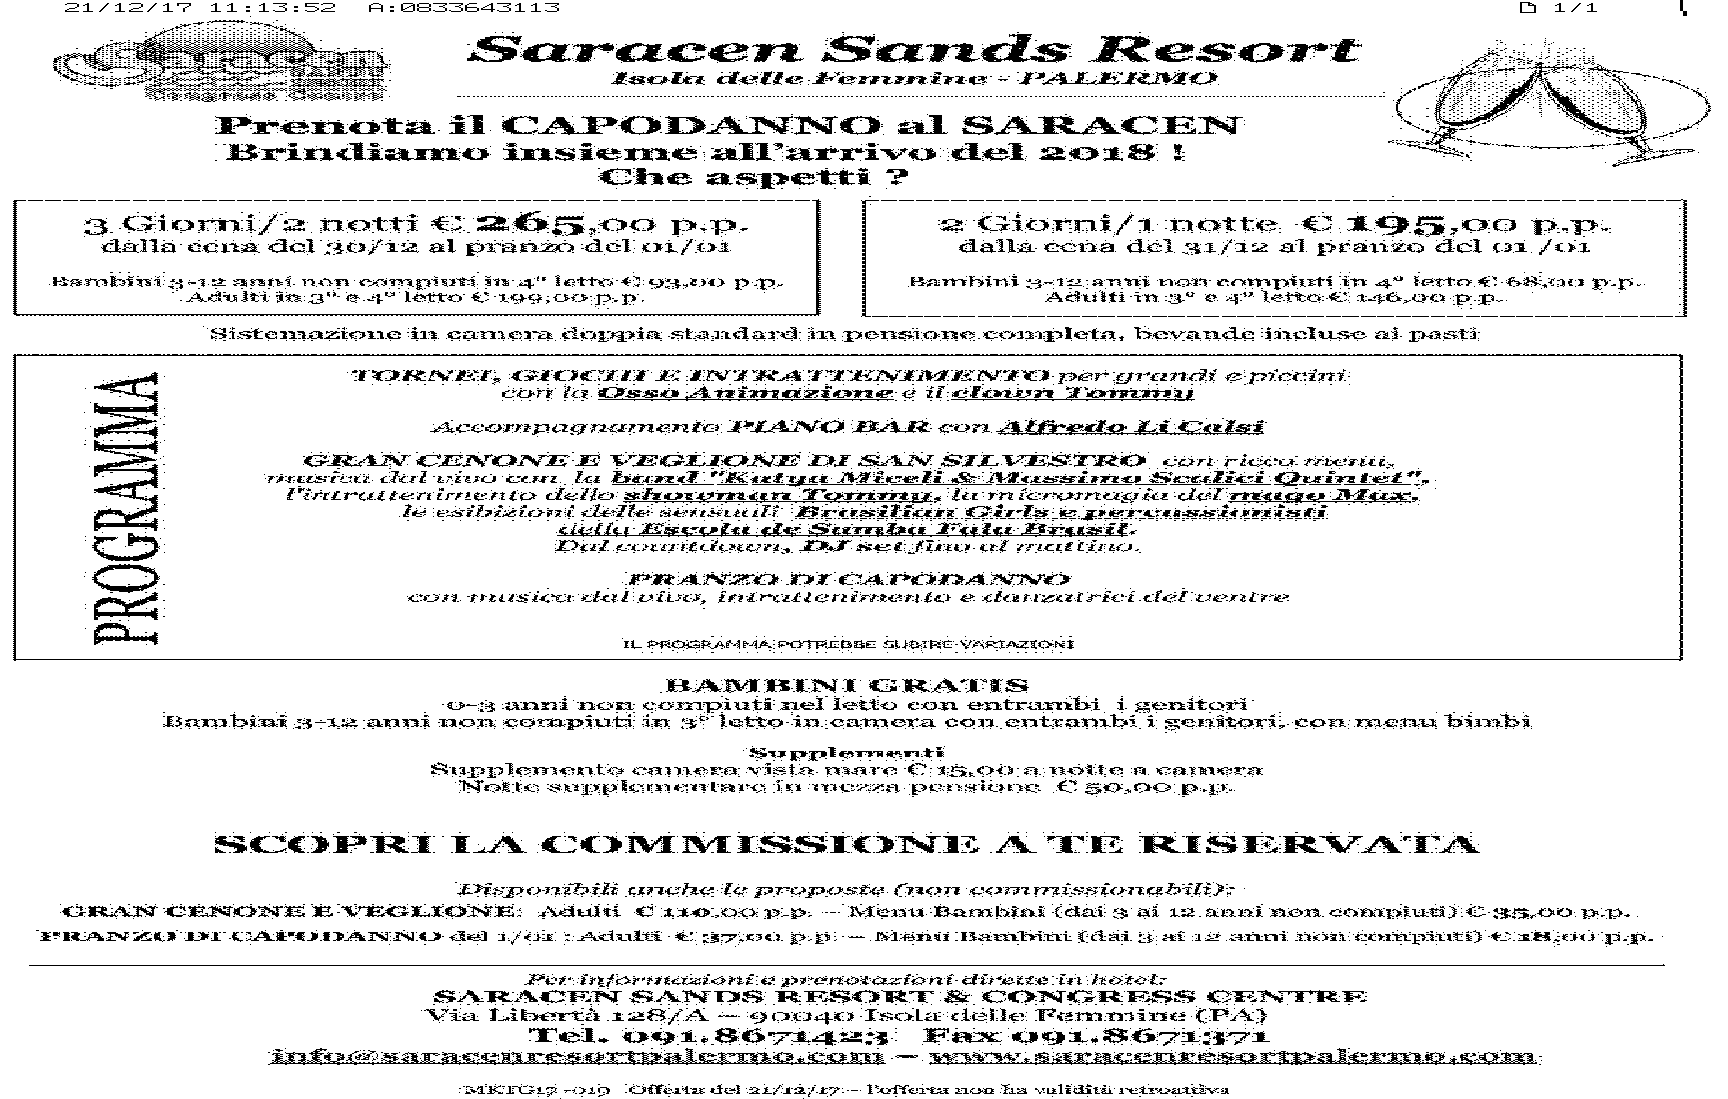 21/12/17 11:13:52 A:0833643113 1/1
Saracen Sands Resort
Isola delle Femmine - PALERMO
Prenota il CAPODANNO al SARACEN
Brindiamo insieme all'arrivo del 2018 !
Che aspetti ?
3 Giorni/2 notti € 265,00 p.p.
dalla cena del 30/12 al pranzo del 01/01
Bambini 3-12 anni non compiuti in 4° letto € 93,00 p.p.
Adulti in 3° e 4° letto € 199,00 p.p.
2 Giorni/1 notte € 195,00 p.p.
dalla cena del 31/12 al pranzo del 01/01
Bambini 3-12 anni non compiuti in 4° letto € 68,00 p.p.
Adulti in 3° e 4° letto € 146,00 p.p.
Sistemazione in camera doppia standard in pensione completa, bevande incluse ai pasti
PROGRAMMA
TORNEI, GIOCHI E INTRATTENIMENTO per grandi e piccini
con la Osso Animazione e il clown Tommy
Accompagnamento PIANO BAR con Alfredo Li Calsi
GRAN CENONE E VEGLIONE DI SAN SILVESTRO con ricco menu,
musica dal vivo con la band "Katya Miceli & Massimo Scalici Quintet",
l'intrattenimento dello showman Tommy, la micromagia del mago Max,
le esibizioni delle sensuali Brasilian Girls e percussionisti
della Escola de Samba Fala Brasil.
Dal countdown, DJ set fino al mattino.
PRANZO DI CAPODANNO
con musica dal vivo, intrattenimento e danzatrici del ventre
IL PROGRAMMA POTREBBE SUBIRE VARIAZIONI
BAMBINI GRATIS
0-3 anni non compiuti nel letto con entrambi i genitori
Bambini 3-12 anni non compiuti in 3° letto in camera con entrambi i genitori, con menu bimbi
Supplementi
Supplemento camera vista mare € 15,00 a notte a camera
Notte supplementare in mezza pensione € 50,00 p.p.
SCOPRI LA COMMISSIONE A TE RISERVATA
Disponibili anche le proposte (non commissionabili):
GRAN CENONE E VEGLIONE: Adulti € 110,00 p.p. – Menu Bambini (dai 3 ai 12 anni non compiuti) € 35,00 p.p.
PRANZO DI CAPODANNO del 1/01 : Adulti € 37,00 p.p. – Menu Bambini (dai 3 ai 12 anni non compiuti) € 18,00 p.p.
Per informazioni e prenotazioni dirette in hotel:
SARACEN SANDS RESORT & CONGRESS CENTRE
Via Libertà 128/A – 90040 Isola delle Femmine (PA)
Tel. 091.8671423 Fax 091.8671371
info@saracenresortpalermo.com – www.saracenresortpalermo.com
MKTG17 -019 Offerta del 21/12/17 – l'offerta non ha validità retroattiva